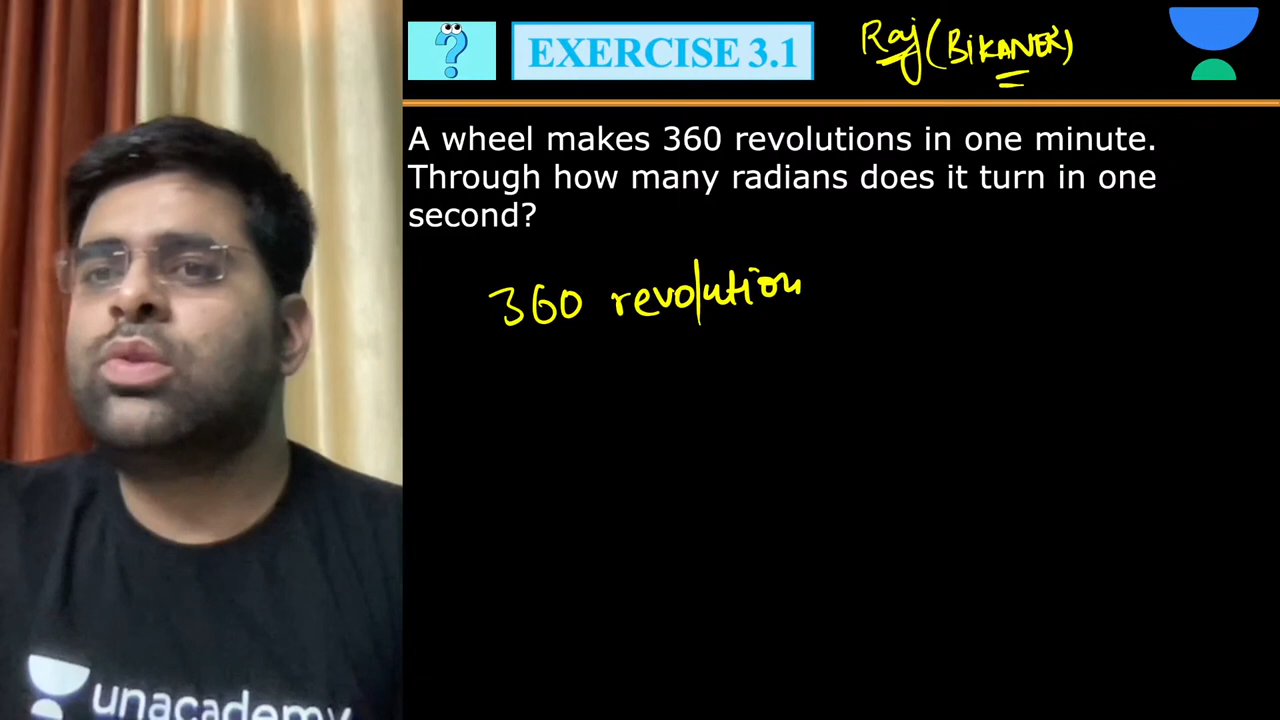 ?
EXERCISE 3.1
Raj (BIKANER)
A wheel makes 360 revolutions in one minute.
Through how many radians does it turn in one
second?
360 revolution
unacademy